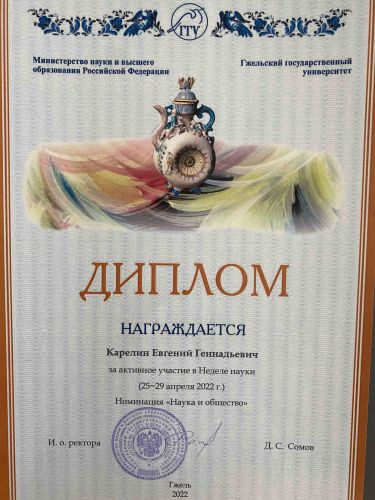 ГГУ
Министерство науки и высшего
образования Российской Федерации
Гжельский государственный
университет
ДИПЛОМ
НАГРАЖДАЕТСЯ
Карелин Евгений Геннадьевич
за активное участие в Неделе науки
(25–29 апреля 2022 г.)
Номинация «Наука и общество»
И. о. ректора
Д. С. Сомов
Гжель
2022